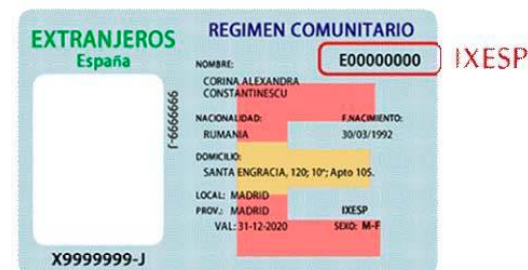 EXTRANJEROS
España
REGIMEN COMUNITARIO
E00000000
IXESP
NOMBRE:
CORINA ALEXANDRA
CONSTANTINESCU
NACIONALIDAD:
F.NACIMIENTO:
RUMANIA
30/03/1992
DOMICILIO:
SANTA ENGRACIA, 120; 10º; Apto 105.
LOCAL: MADRID
PROV.: MADRID
IXESP
VAL: 31-12-2020
SEXO: M-F
r-9999999
X9999999-J